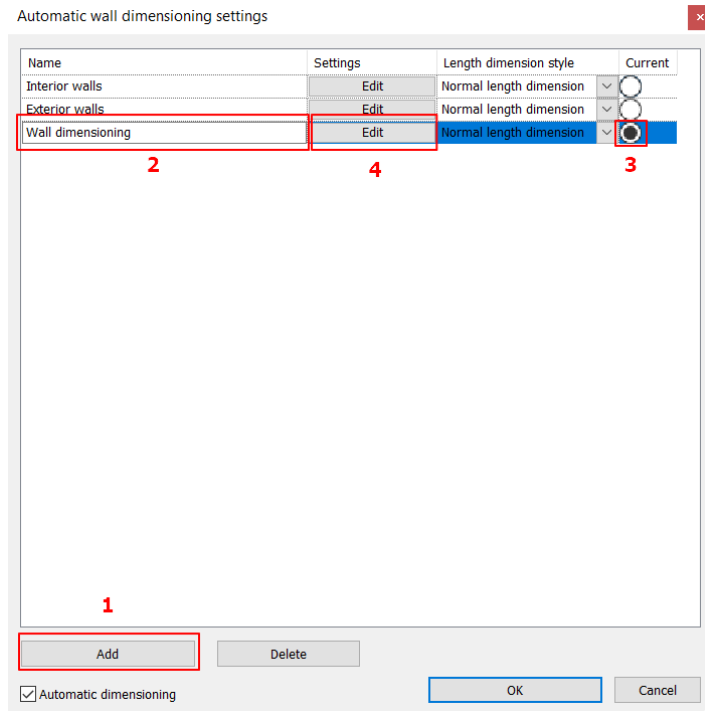 Automatic wall dimensioning settings
Name Settings Length dimension style Current
Interior walls Edit Normal length dimension
Exterior walls Edit Normal length dimension
Wall dimensioning Edit Normal length dimension
2 4 3
1
Add Delete
Automatic dimensioning OK Cancel